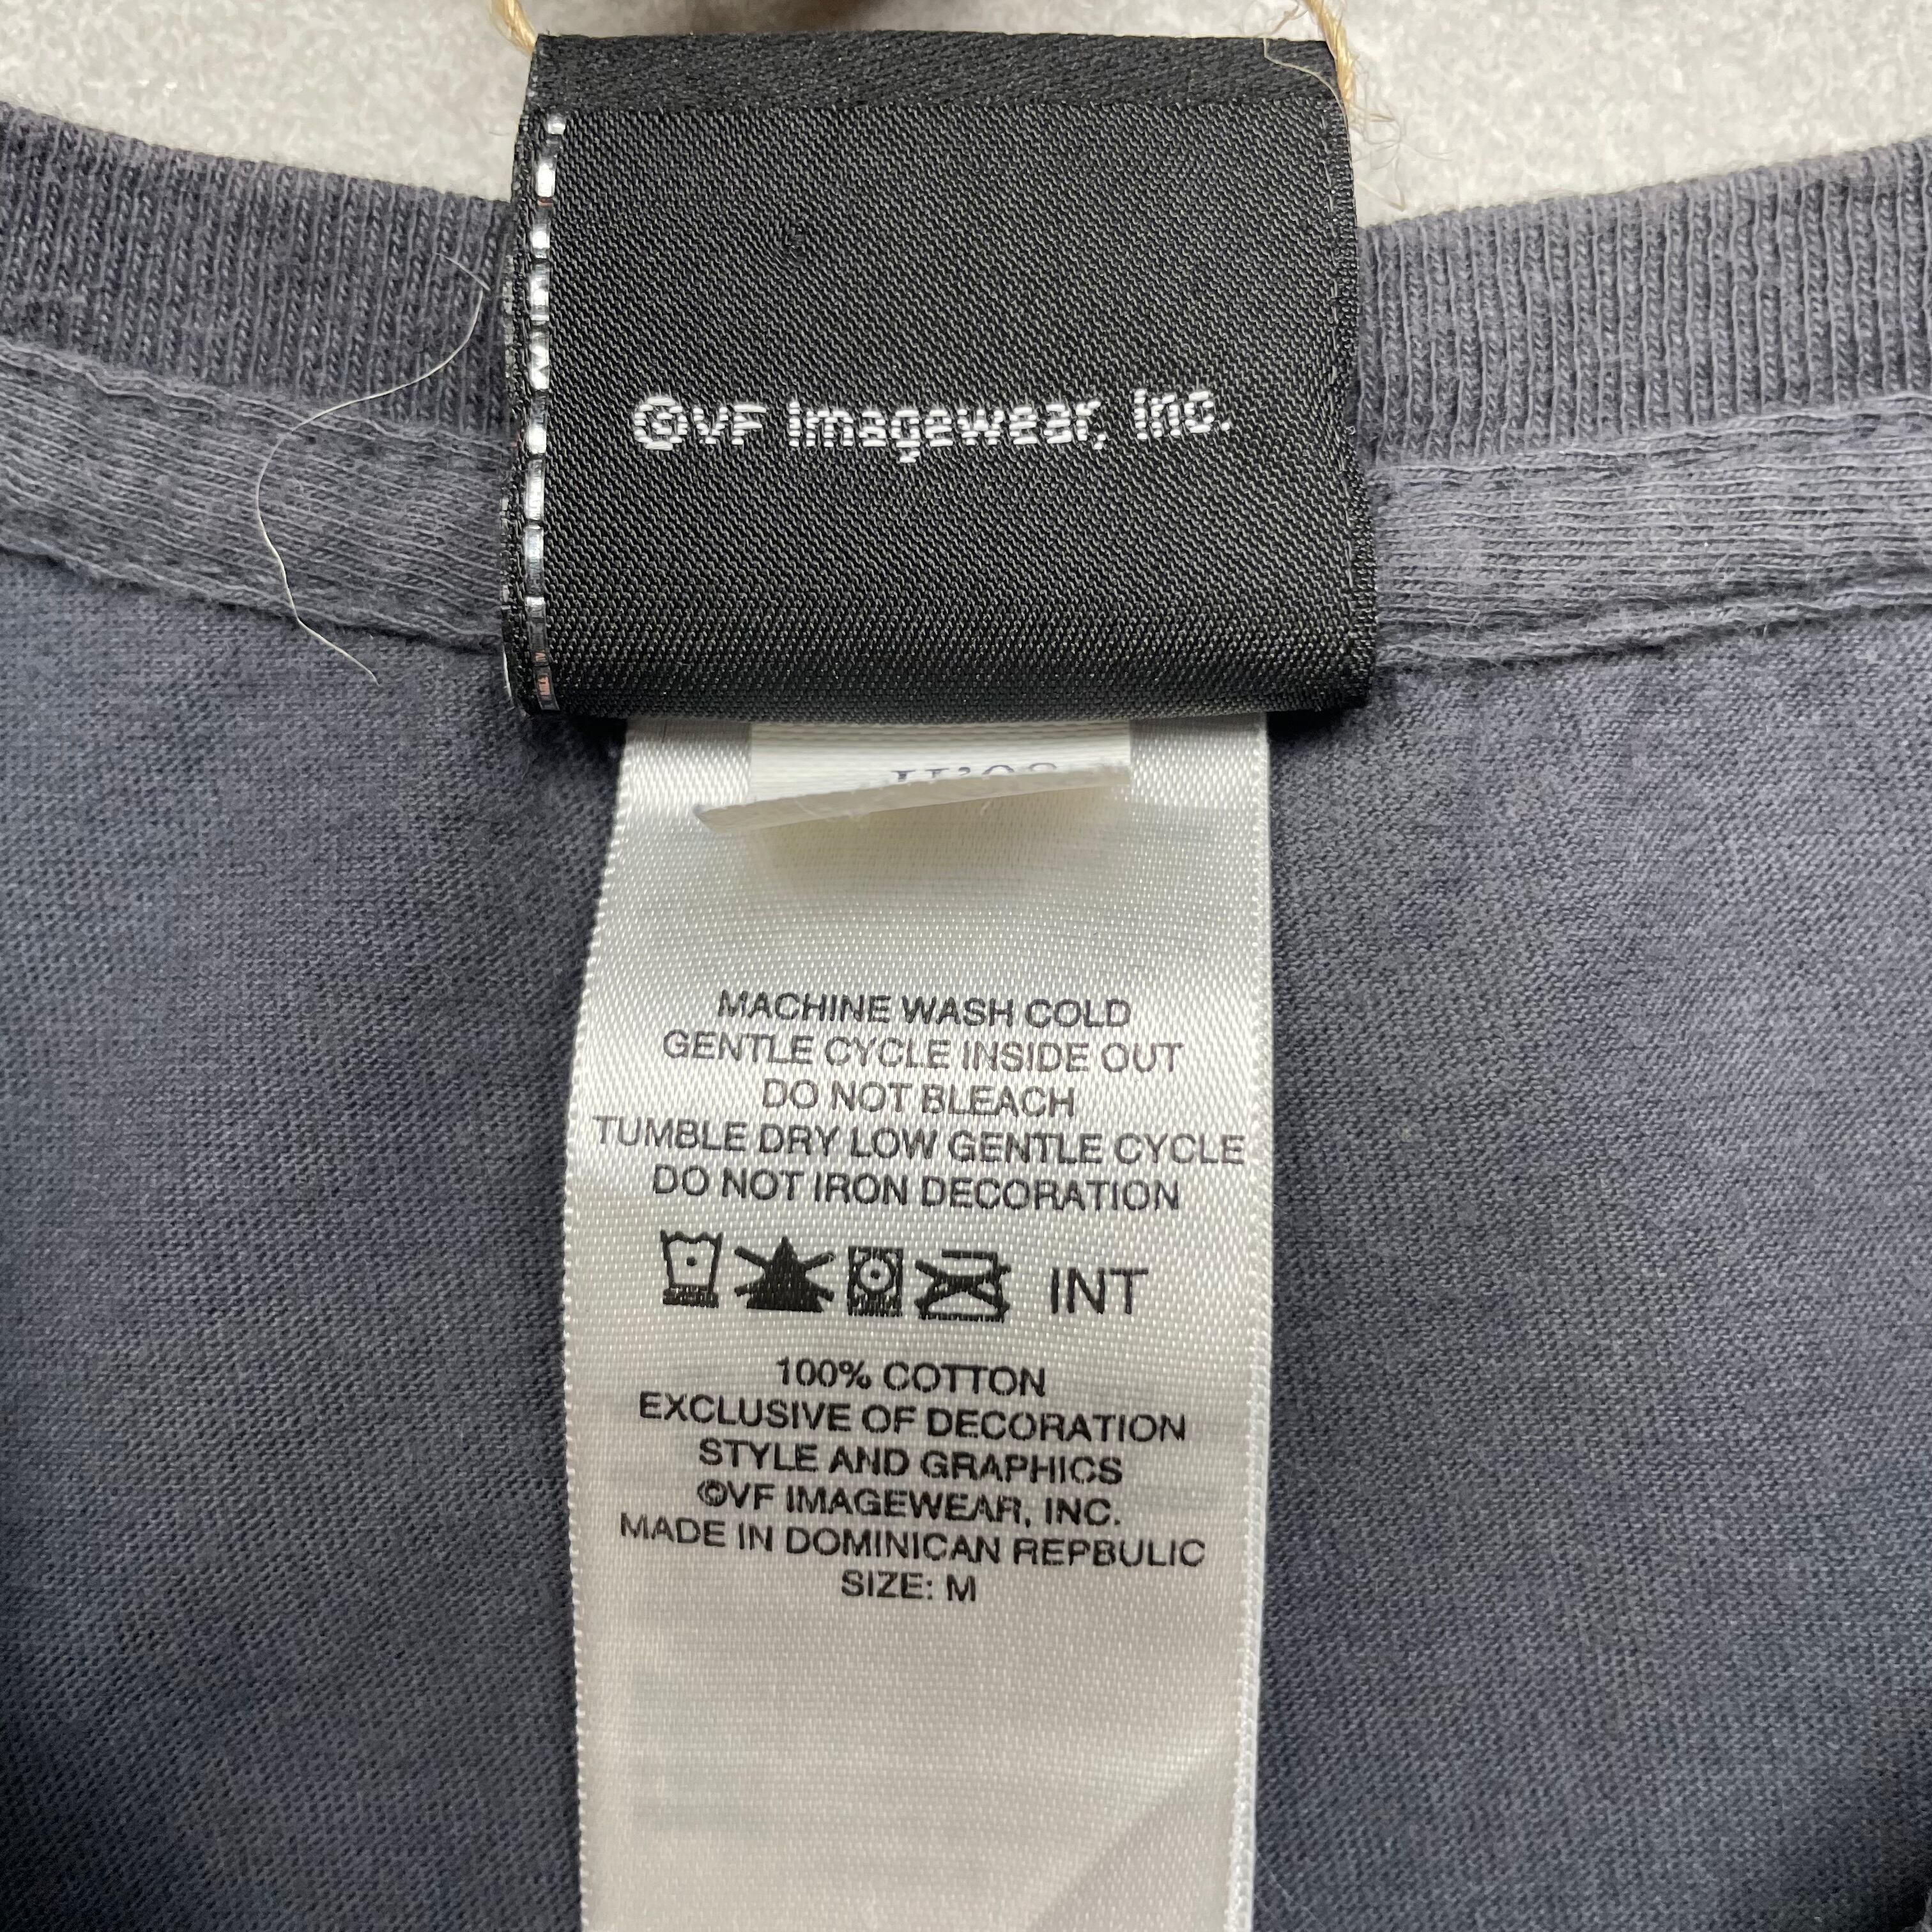 ©VF Imagewear, Inc.
MACHINE WASH COLD
GENTLE CYCLE INSIDE OUT
DO NOT BLEACH
TUMBLE DRY LOW GENTLE CYCLE
DO NOT IRON DECORATION
INT
100% COTTON
EXCLUSIVE OF DECORATION
STYLE AND GRAPHICS
©VF IMAGEWEAR, INC.
MADE IN DOMINICAN REPBULIC
SIZE: M